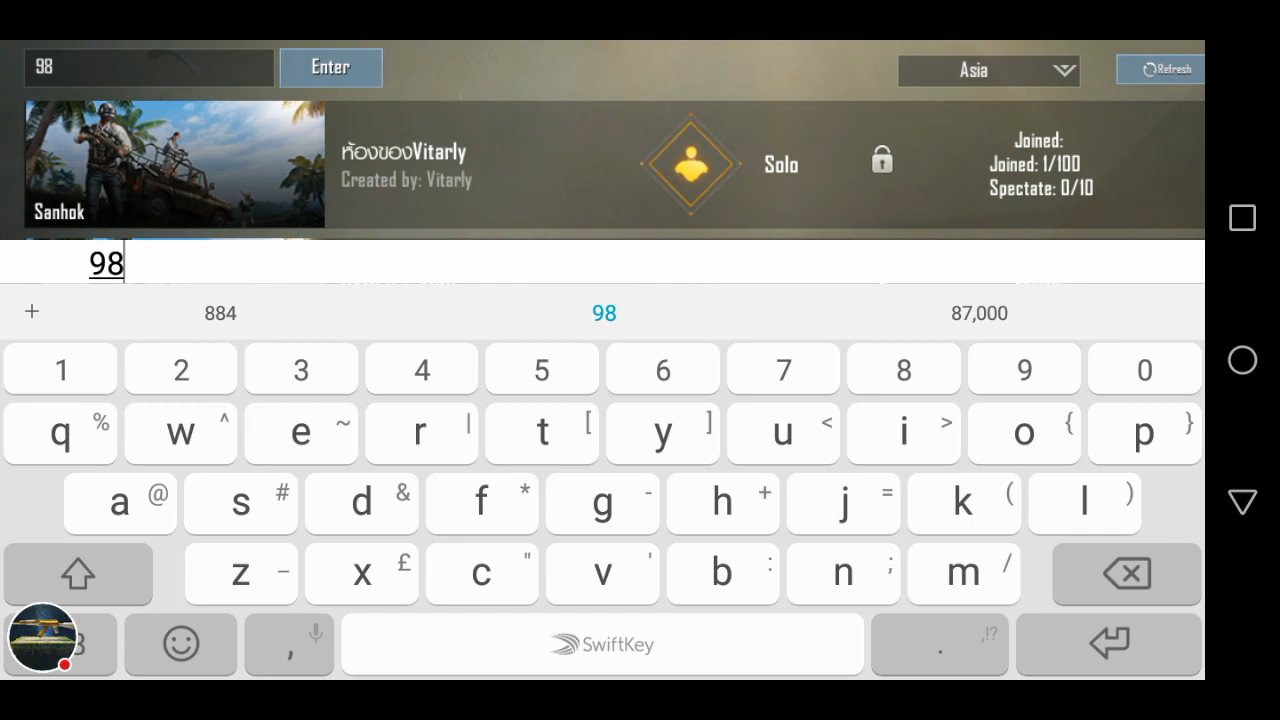 98
Enter
Asia
Refresh
ห้องของVitarly
Created by: Vitarly
Sanhok
Solo
Joined:
Joined: 1/100
Spectate: 0/10
98
+ 884 98 87,000
1 2 3 4 5 6 7 8 9 0
q % w ^ e ~ r | t [ y ] u < i > o { p }
a @ s # d & f * g - h + j = k ( l )
z _ x £ c " v ' b : n ; m /
, SwiftKey . ,!?